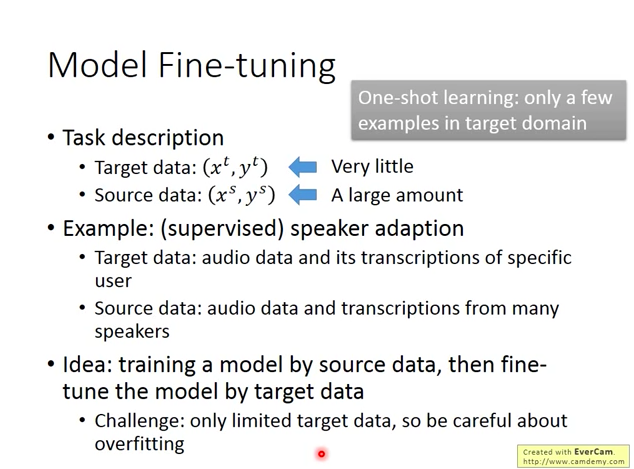 Model Fine-tuning
One-shot learning: only a few
examples in target domain
• Task description
• Target data: (xᵗ, yᵗ) Very little
• Source data: (xˢ, yˢ) A large amount
• Example: (supervised) speaker adaption
• Target data: audio data and its transcriptions of specific
user
• Source data: audio data and transcriptions from many
speakers
• Idea: training a model by source data, then fine-
tune the model by target data
• Challenge: only limited target data, so be careful about
overfitting
Created with EverCam.
http://www.camdemy.com